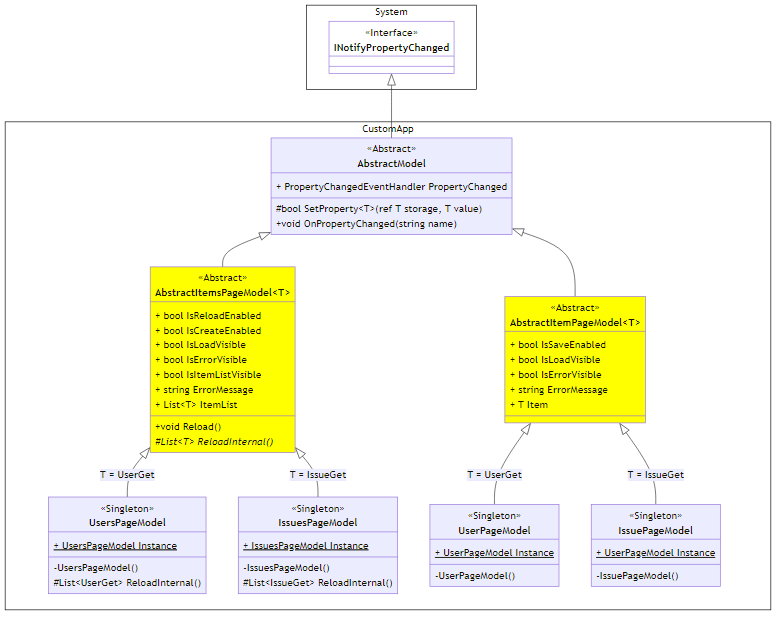 System
«Interface»
INotifyPropertyChanged
CustomApp
«Abstract»
AbstractModel
+ PropertyChangedEventHandler PropertyChanged
#bool SetProperty<T>(ref T storage, T value)
+void OnPropertyChanged(string name)
«Abstract»
AbstractItemsPageModel<T>
+ bool IsReloadEnabled
+ bool IsCreateEnabled
+ bool IsLoadVisible
+ bool IsErrorVisible
+ bool IsItemListVisible
+ string ErrorMessage
+ List<T> ItemList
+void Reload()
#List<T> ReloadInternal()
«Abstract»
AbstractItemPageModel<T>
+ bool IsSaveEnabled
+ bool IsLoadVisible
+ bool IsErrorVisible
+ string ErrorMessage
+ T Item
T = UserGet
T = IssueGet
T = UserGet
T = IssueGet
«Singleton»
UsersPageModel
+ UsersPageModel Instance
-UsersPageModel()
#List<UserGet> ReloadInternal()
«Singleton»
IssuesPageModel
+ IssuesPageModel Instance
-IssuesPageModel()
#List<IssueGet> ReloadInternal()
«Singleton»
UserPageModel
+ UserPageModel Instance
-UserPageModel()
«Singleton»
IssuePageModel
+ UserPageModel Instance
-IssuePageModel()